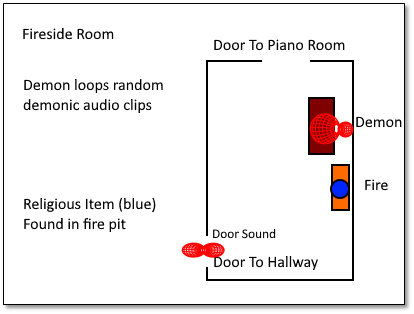 Fireside Room
Door To Piano Room
Demon loops random
demonic audio clips
Demon
Fire
Religious Item (blue)
Found in fire pit
Door Sound
Door To Hallway